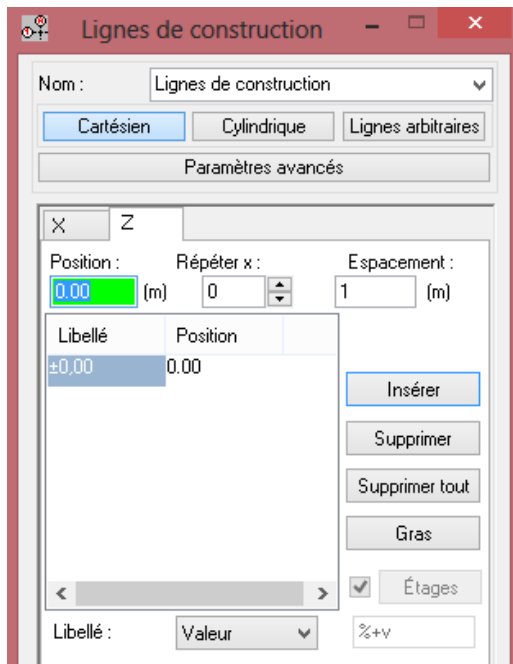 Lignes de construction
Nom : Lignes de construction
Cartésien Cylindrique Lignes arbitraires
Paramètres avancés
X Z
Position : Répéter x : Espacement :
0.00 (m) 0 1 (m)
Libellé Position
±0,00 0.00
Insérer
Supprimer
Supprimer tout
Gras
Étages
Libellé : Valeur %+v